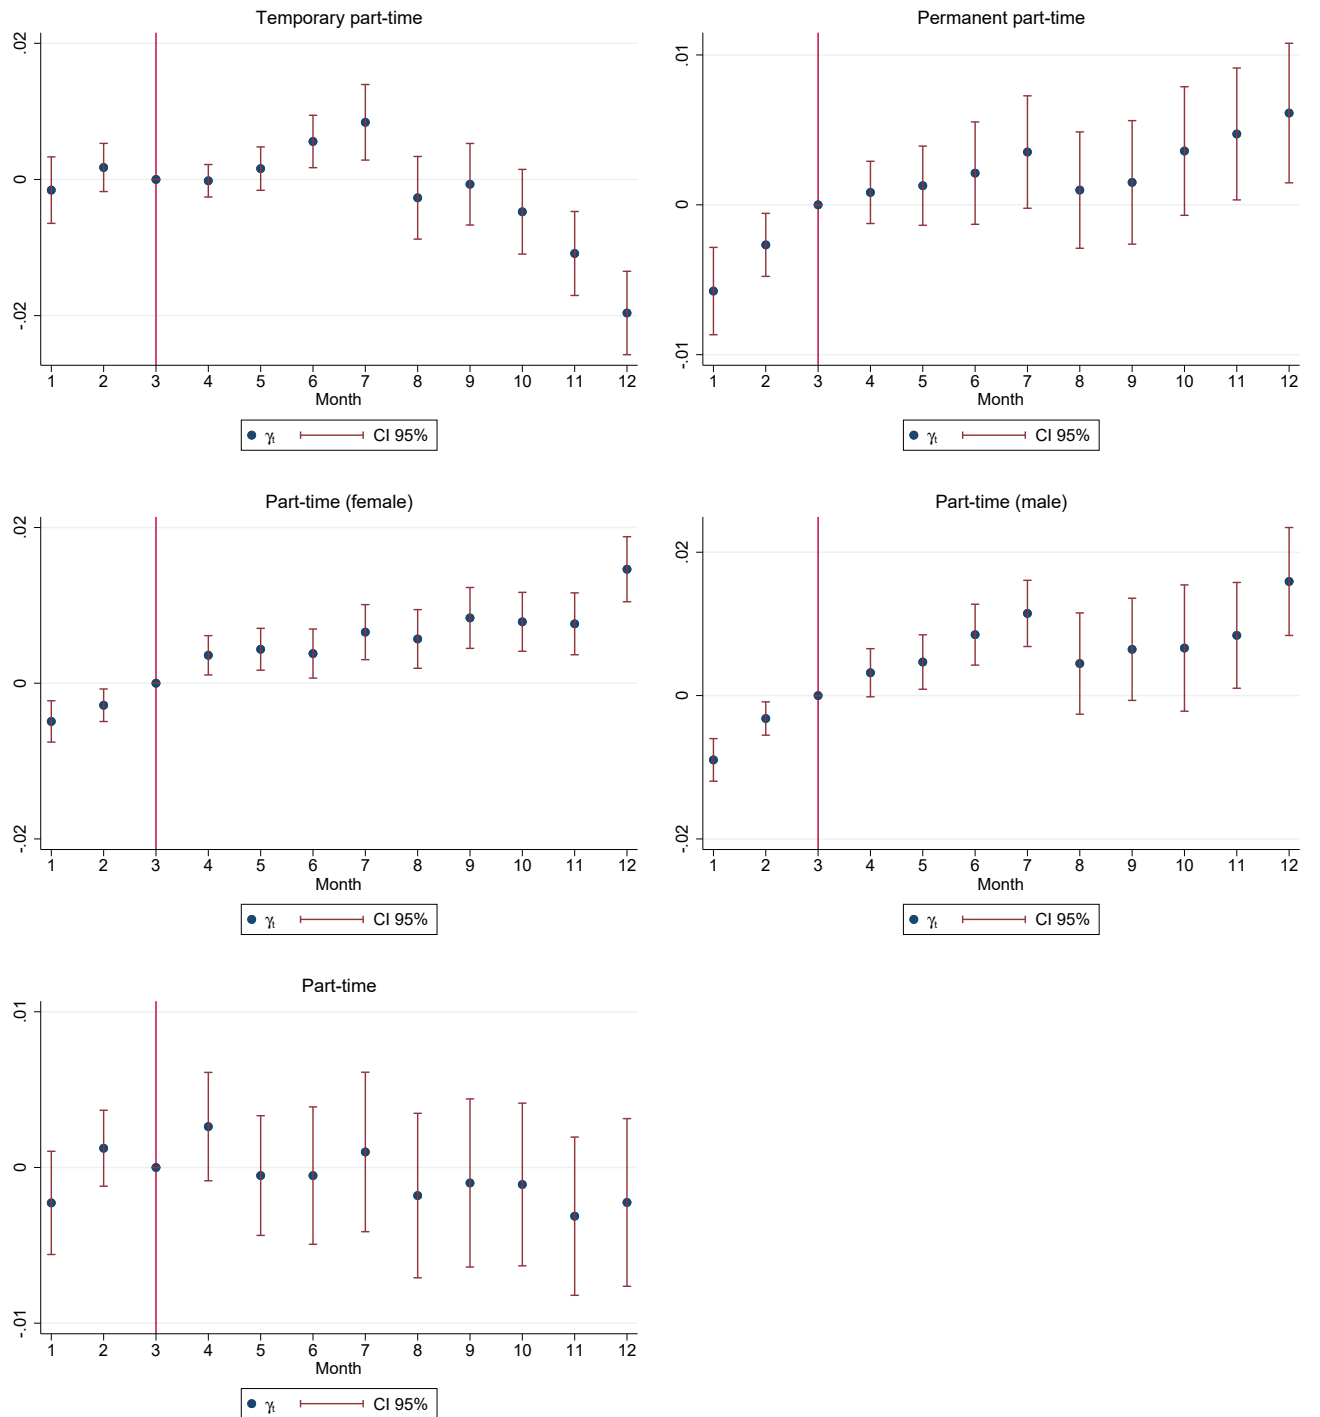 Temporary part-time
.02
0
-.02
1 2 3 4 5 6 7 8 9 10 11 12
Month
γt CI 95%
Permanent part-time
.01
0
-.01
1 2 3 4 5 6 7 8 9 10 11 12
Month
γt CI 95%
Part-time (female)
.02
0
-.02
1 2 3 4 5 6 7 8 9 10 11 12
Month
γt CI 95%
Part-time (male)
.02
0
-.02
1 2 3 4 5 6 7 8 9 10 11 12
Month
γt CI 95%
Part-time
.01
0
-.01
1 2 3 4 5 6 7 8 9 10 11 12
Month
γt CI 95%